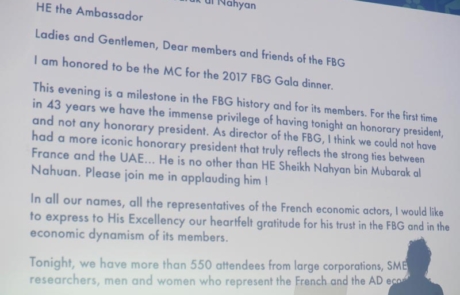 ak al Nahyan
HE the Ambassador
Ladies and Gentlemen, Dear members and friends of the FBG
I am honored to be the MC for the 2017 FBG Gala dinner.
This evening is a milestone in the FBG history and for its members. For the first time
in 43 years we have the immense privilege of having tonight an honorary president,
and not any honorary president. As director of the FBG, I think we could not have
had a more iconic honorary president that truly reflects the strong ties between
France and the UAE... He is no other than HE Sheikh Nahyan bin Mubarak al
Nahuan. Please join me in applauding him !
In all our names, all the representatives of the French economic actors, I would like
to express to His Excellency our heartfelt gratitude for his trust in the FBG and in the
economic dynamism of its members.
Tonight, we have more than 550 attendees from large corporations, SME
researchers, men and women who represent the French and the AD eco